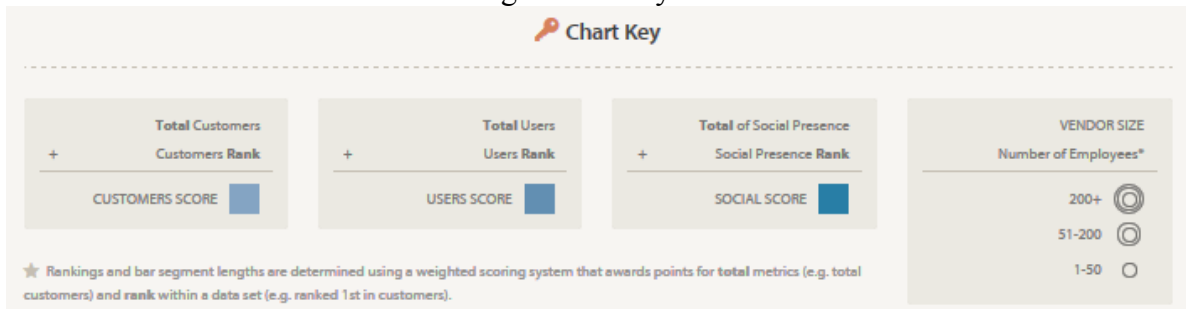 Chart Key
Total Customers
+ Customers Rank
CUSTOMERS SCORE
Total Users
+ Users Rank
USERS SCORE
Total of Social Presence
+ Social Presence Rank
SOCIAL SCORE
VENDOR SIZE
Number of Employees*
200+
51-200
1-50
Rankings and bar segment lengths are determined using a weighted scoring system that awards points for total metrics (e.g. total
customers) and rank within a data set (e.g. ranked 1st in customers).